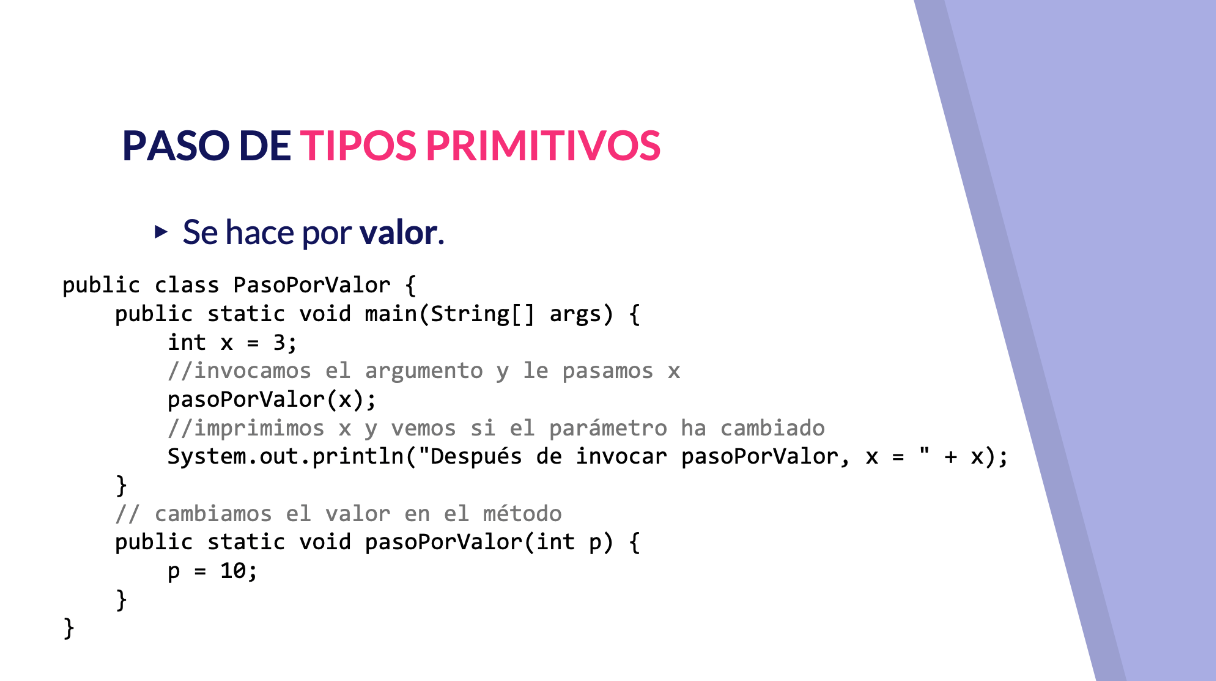 PASO DE TIPOS PRIMITIVOS
▸ Se hace por valor.
public class PasoPorValor {
    public static void main(String[] args) {
        int x = 3;
        //invocamos el argumento y le pasamos x
        pasoPorValor(x);
        //imprimimos x y vemos si el parámetro ha cambiado
        System.out.println("Después de invocar pasoPorValor, x = " + x);
    }
    // cambiamos el valor en el método
    public static void pasoPorValor(int p) {
        p = 10;
    }
}